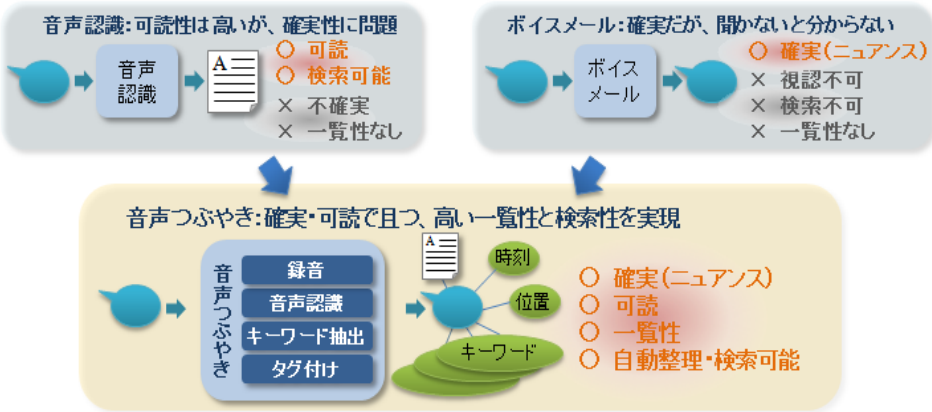 音声認識:可読性は高いが、確実性に問題
音声
認識
A
○ 可読
○ 検索可能
× 不確実
× 一覧性なし
ボイスメール:確実だが、聞かないと分からない
ボイス
メール
○ 確実(ニュアンス)
× 視認不可
× 検索不可
× 一覧性なし
音声つぶやき:確実・可読で且つ、高い一覧性と検索性を実現
音声つぶやき
録音
音声認識
キーワード抽出
タグ付け
A
時刻
位置
キーワード
○ 確実(ニュアンス)
○ 可読
○ 一覧性
○ 自動整理・検索可能